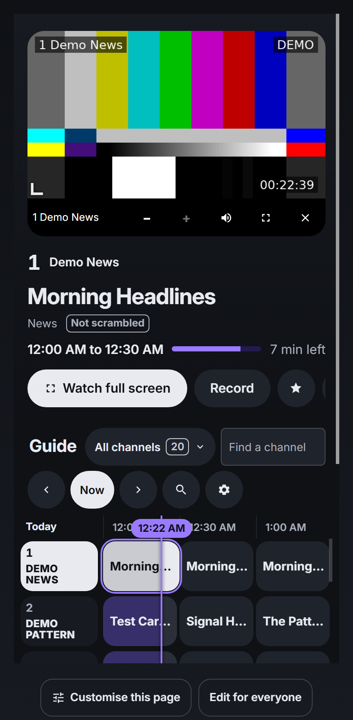 1 Demo News
DEMO
00:22:39
1 Demo News
1 Demo News
Morning Headlines
News Not scrambled
12:00 AM to 12:30 AM 7 min left
Watch full screen Record
Guide All channels 20 Find a channel
Now
Today 12:22 AM 1:00 AM
1
DEMO
NEWS
Morning... Morning... Morning...
2
DEMO
PATTERN
Test Car... Signal H... The Patt...
Customise this page Edit for everyone